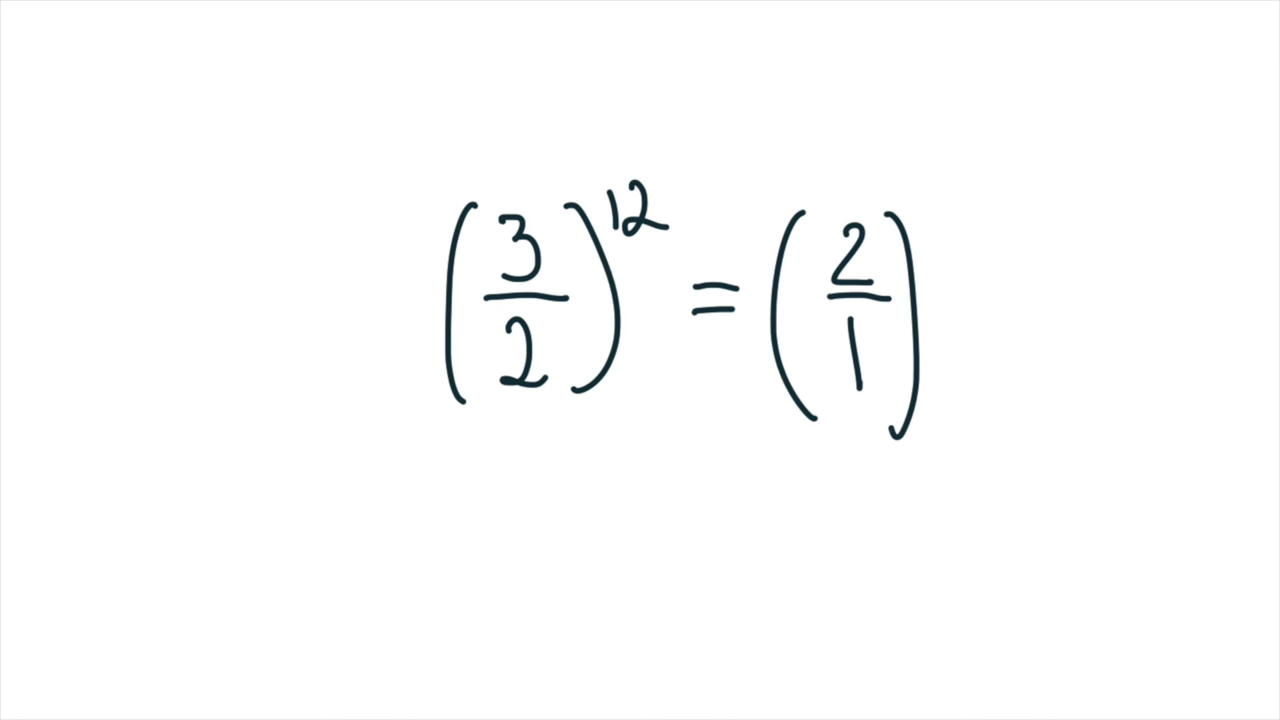 (3/2)^12 = (2/1)